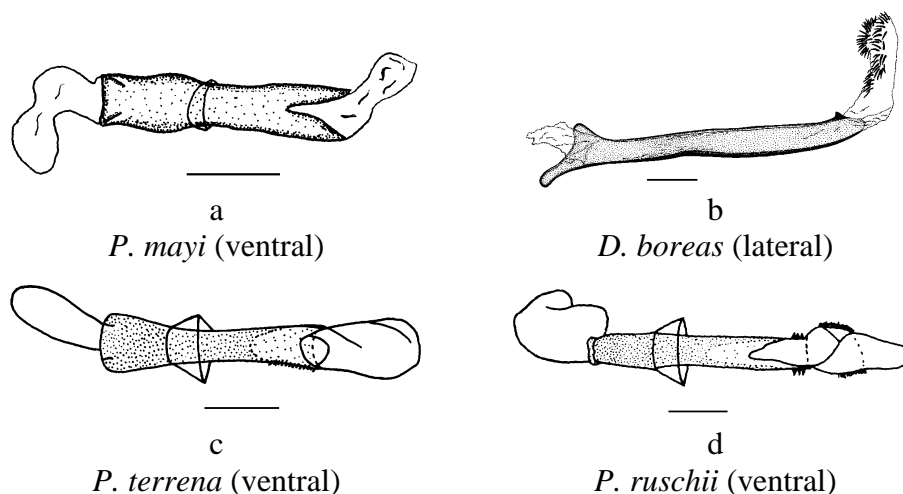 a
P. mayi (ventral)
b
D. boreas (lateral)
c
P. terrena (ventral)
d
P. ruschii (ventral)